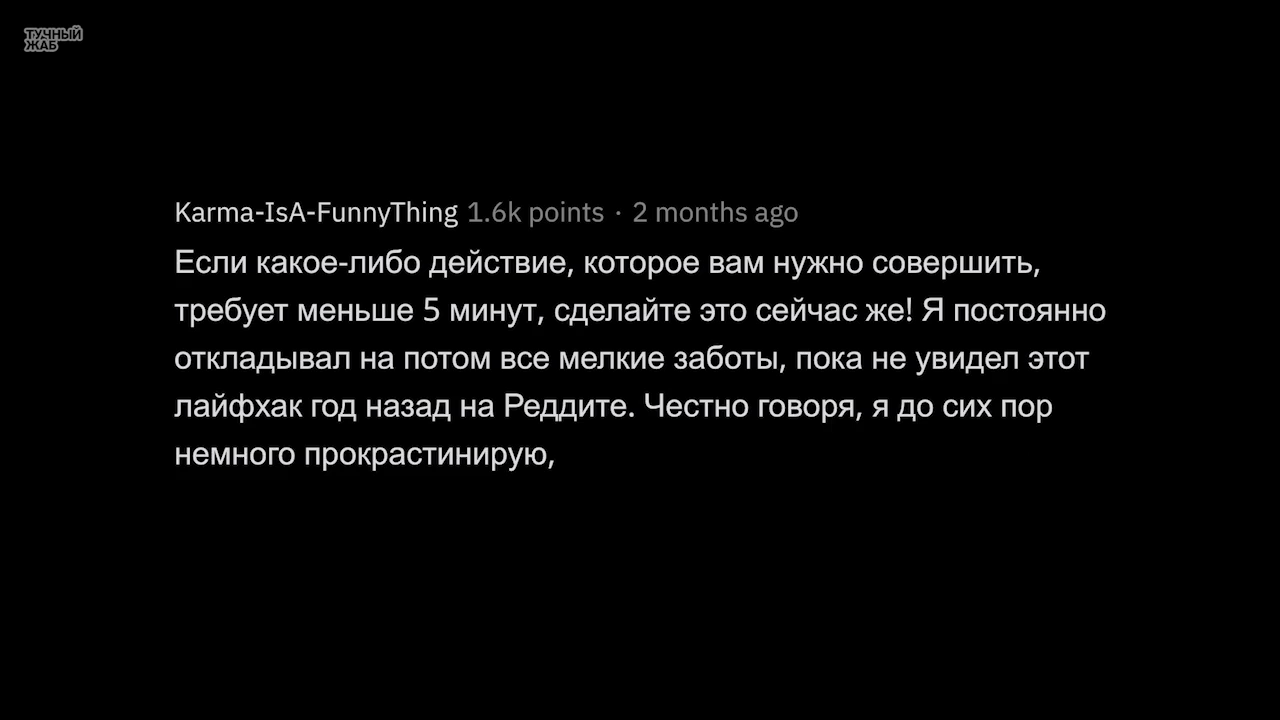 ТУЧНЫЙ
ЖАБ
Karma-IsA-FunnyThing 1.6k points · 2 months ago
Если какое-либо действие, которое вам нужно совершить,
требует меньше 5 минут, сделайте это сейчас же! Я постоянно
откладывал на потом все мелкие заботы, пока не увидел этот
лайфхак год назад на Реддите. Честно говоря, я до сих пор
немного прокрастинирую,